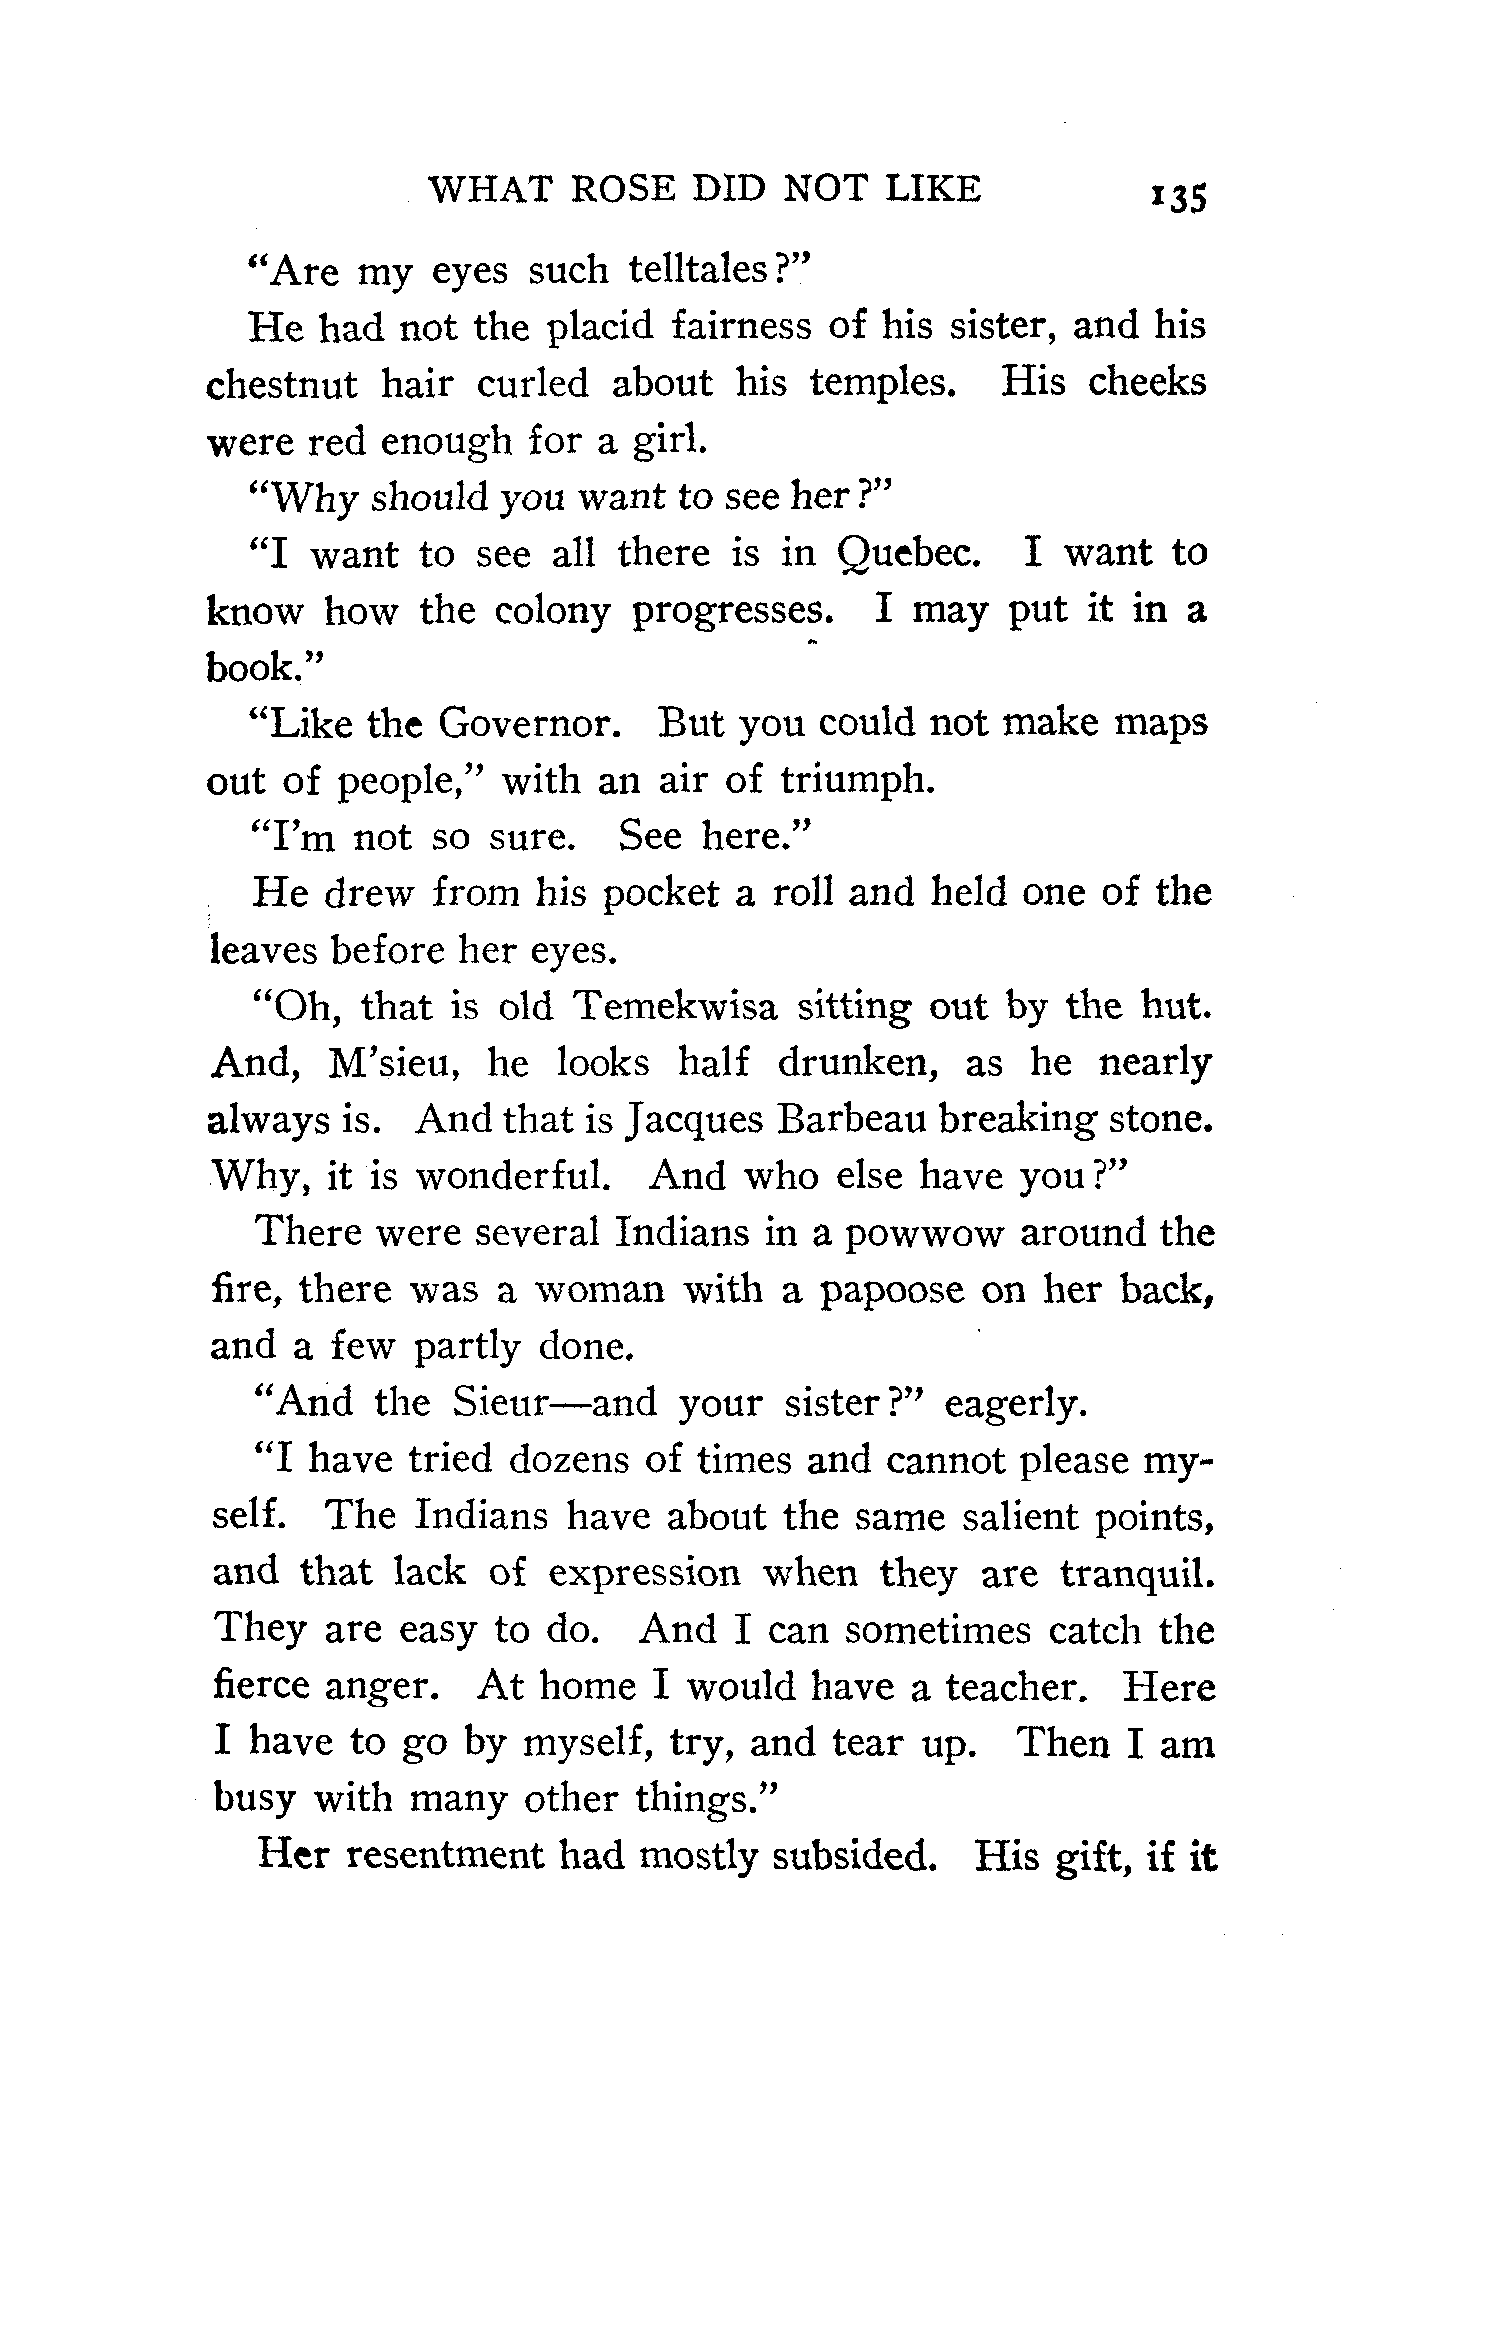 WHAT ROSE DID NOT LIKE 135
"Are my eyes such telltales?"
He had not the placid fairness of his sister, and his
chestnut hair curled about his temples. His cheeks
were red enough for a girl.
"Why should you want to see her?"
"I want to see all there is in Quebec. I want to
know how the colony progresses. I may put it in a
book."
"Like the Governor. But you could not make maps
out of people," with an air of triumph.
"I'm not so sure. See here."
He drew from his pocket a roll and held one of the
leaves before her eyes.
"Oh, that is old Temekwisa sitting out by the hut.
And, M'sieu, he looks half drunken, as he nearly
always is. And that is Jacques Barbeau breaking stone.
Why, it is wonderful. And who else have you?"
There were several Indians in a powwow around the
fire, there was a woman with a papoose on her back,
and a few partly done.
"And the Sieur—and your sister?" eagerly.
"I have tried dozens of times and cannot please my-
self. The Indians have about the same salient points,
and that lack of expression when they are tranquil.
They are easy to do. And I can sometimes catch the
fierce anger. At home I would have a teacher. Here
I have to go by myself, try, and tear up. Then I am
busy with many other things."
Her resentment had mostly subsided. His gift, if it